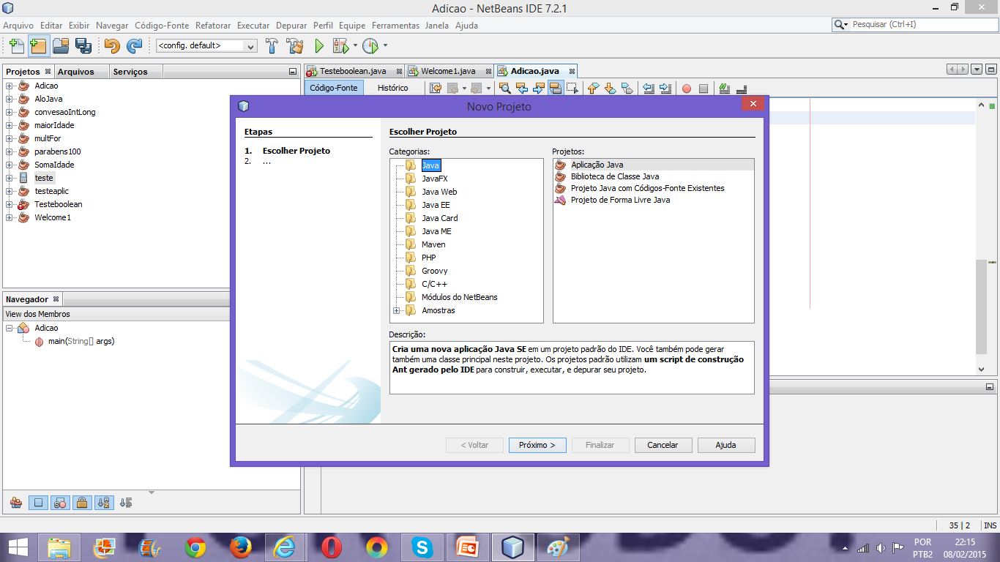 Adicao - NetBeans IDE 7.2.1
Arquivo Editar Exibir Navegar Código-Fonte Refatorar Executar Depurar Perfil Equipe Ferramentas Janela Ajuda
Pesquisar (Ctrl+I)
<config. default>
Projetos Arquivos Serviços
Adicao
AloJava
convesaoIntLong
maiorIdade
multFor
parabens100
SomaIdade
teste
testeaplic
Testeboolean
Welcome1
Navegador
View dos Membros
Adicao
main(String[] args)
Testeboolean.java Welcome1.java Adicao.java
Código-Fonte Histórico
Novo Projeto
Etapas
1. Escolher Projeto
2. ...
Escolher Projeto
Categorias:
Java
JavaFX
Java Web
Java EE
Java Card
Java ME
Maven
PHP
Groovy
C/C++
Módulos do NetBeans
Amostras
Projetos:
Aplicação Java
Biblioteca de Classe Java
Projeto Java com Códigos-Fonte Existentes
Projeto de Forma Livre Java
Descrição:
Cria uma nova aplicação Java SE em um projeto padrão do IDE. Você também pode gerar
também uma classe principal neste projeto. Os projetos padrão utilizam um script de construção
Ant gerado pelo IDE para construir, executar, e depurar seu projeto.
< Voltar Próximo > Finalizar Cancelar Ajuda
35 | 2 INS
POR
PTB2
22:15
08/02/2015